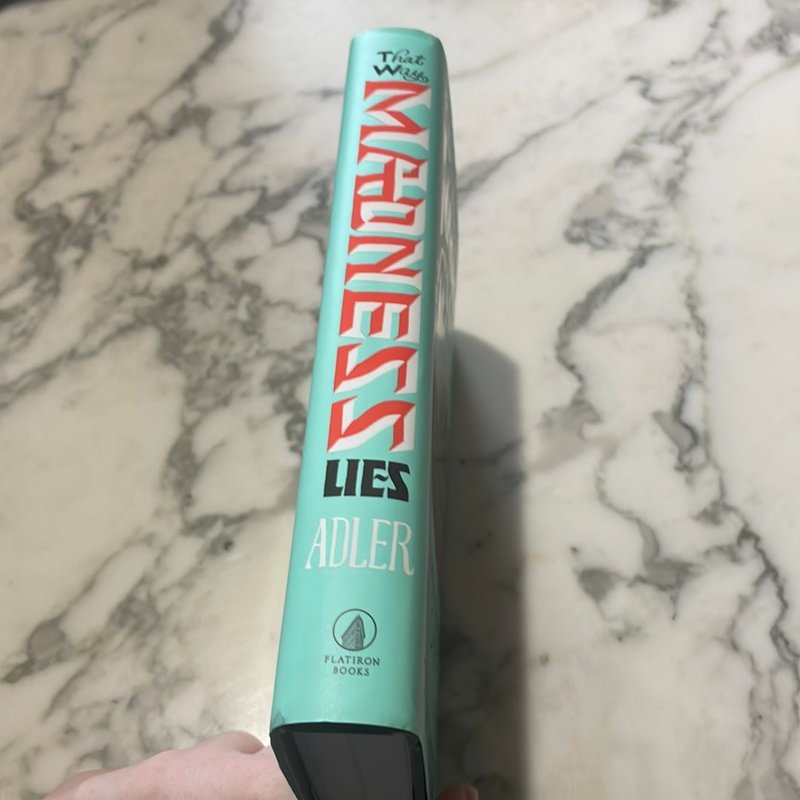 That
Way
MADNESS
LIES
ADLER
FLATIRON
BOOKS